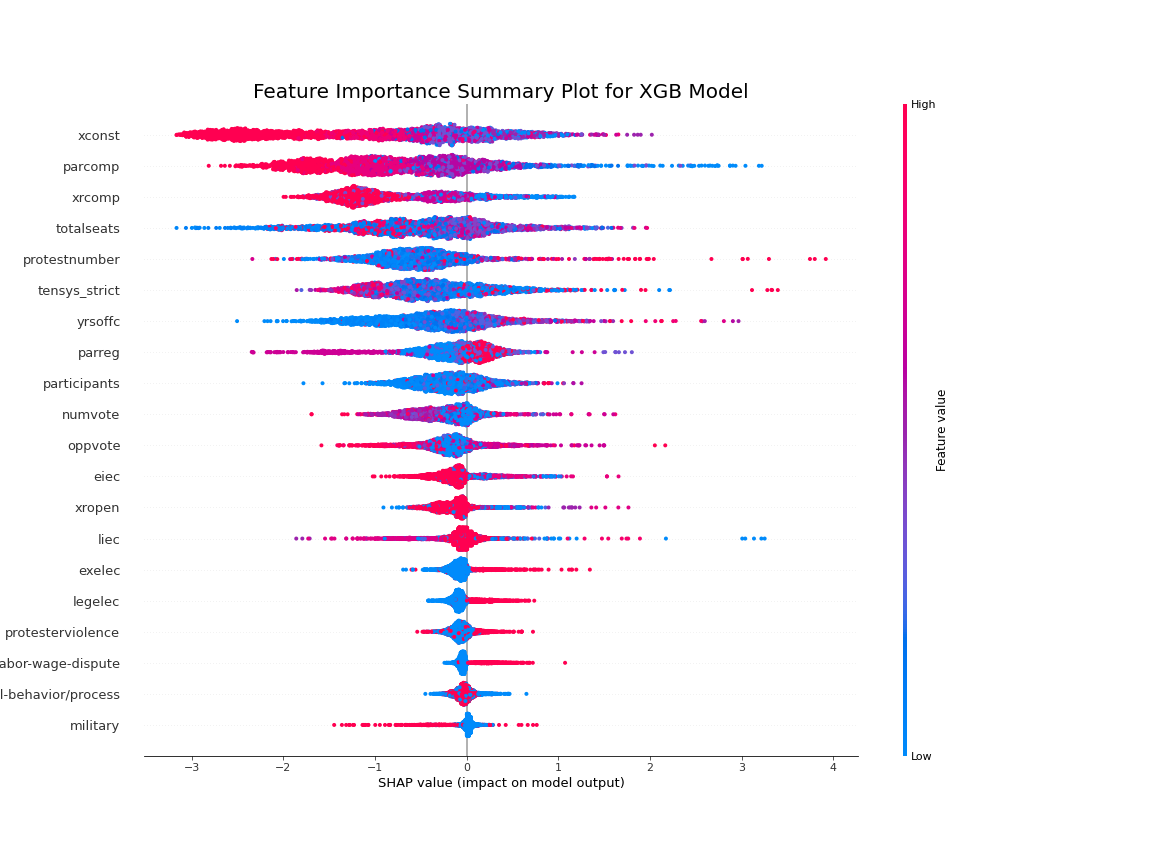 Feature Importance Summary Plot for XGB Model
High
xconst
parcomp
xrcomp
totalseats
protestnumber
tensys_strict
yrsoffc
parreg
participants
numvote
oppvote
eiec
xropen
liec
exelec
legelec
protesterviolence
abor-wage-dispute
l-behavior/process
military
Feature value
Low
−3 −2 −1 0 1 2 3 4
SHAP value (impact on model output)